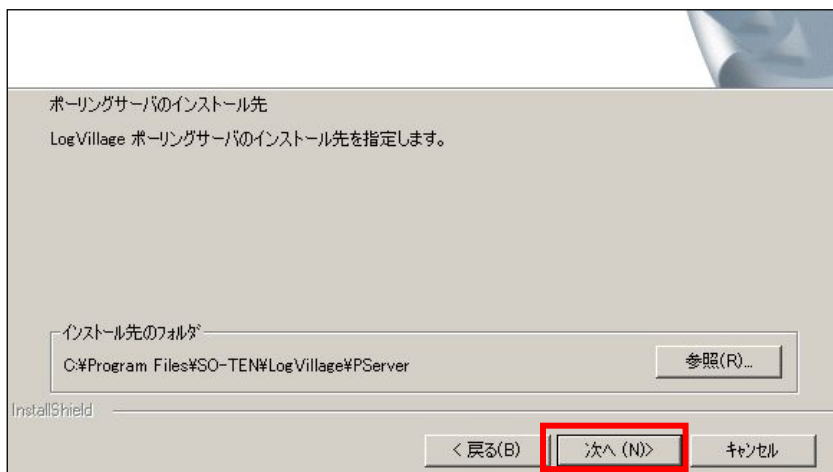 ポーリングサーバのインストール先
LogVillage ポーリングサーバのインストール先を指定します。
インストール先のフォルダ
C:¥Program Files¥SO-TEN¥LogVillage¥PServer
参照(R)...
InstallShield
< 戻る(B)
次へ (N)>
キャンセル